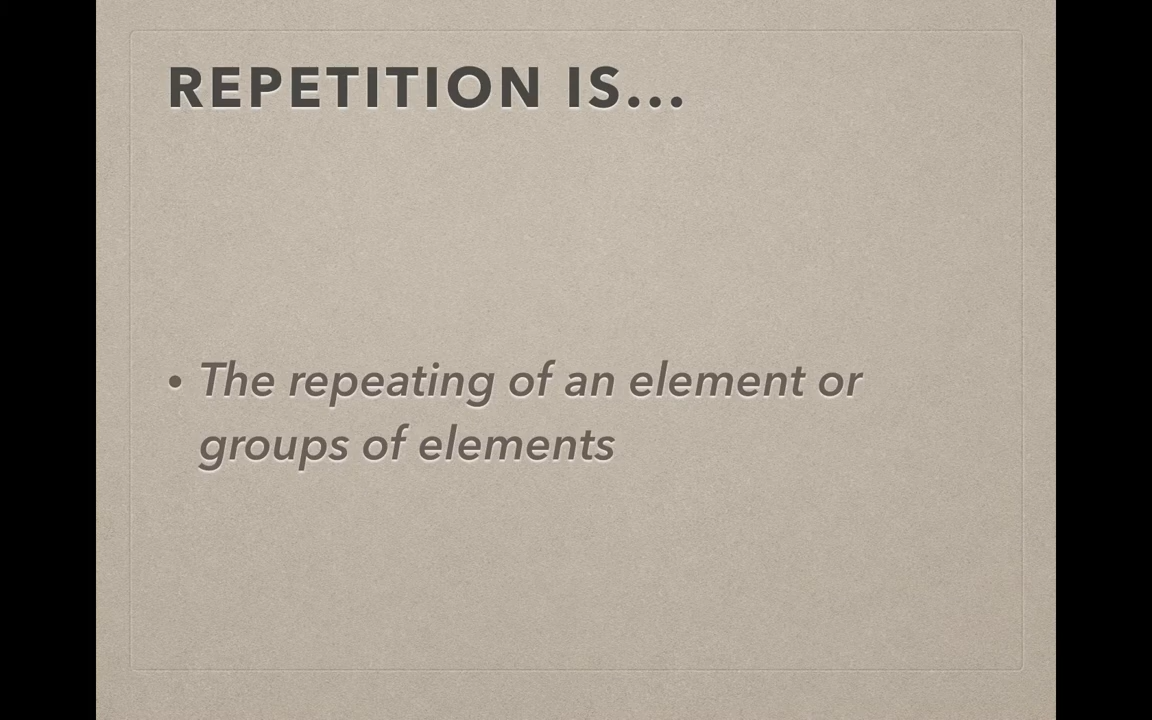 REPETITION IS...
• The repeating of an element or
groups of elements